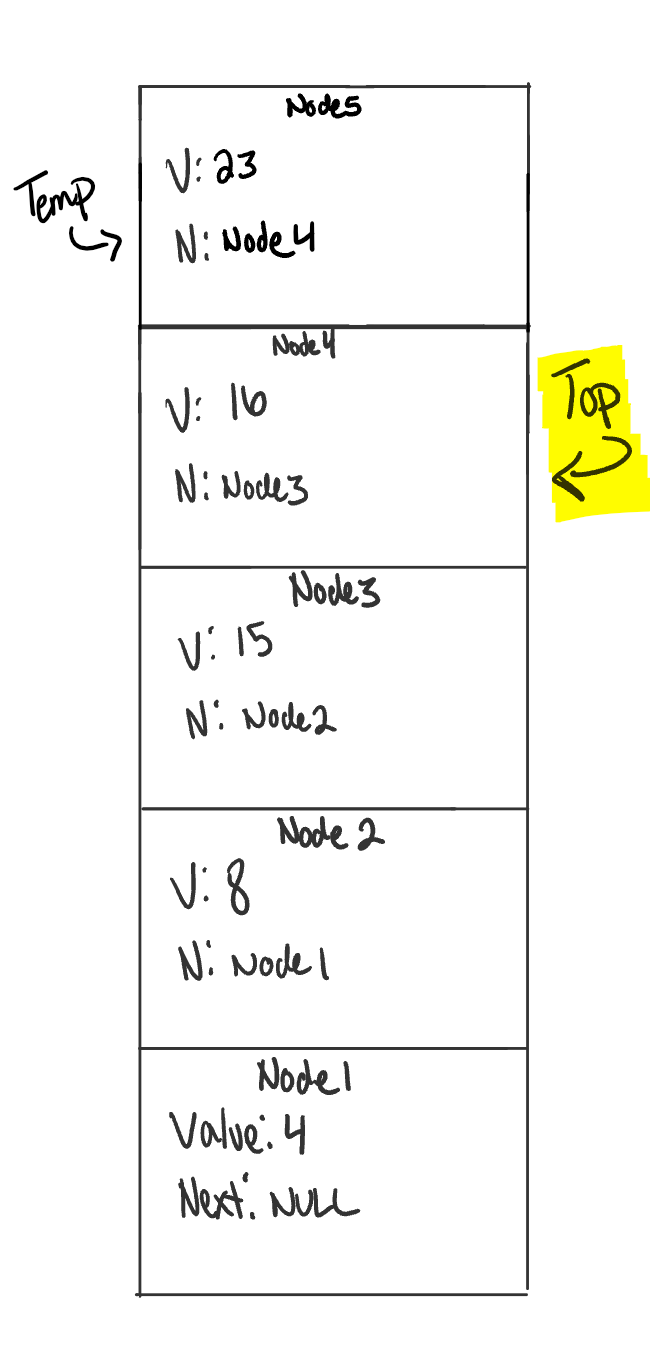 Node5
V: 23
Temp
N: Node4
Node4
V: 16
Top
N: Node3
Node3
V: 15
N: Node2
Node 2
V: 8
N: Node1
Node1
Value: 4
Next: NULL